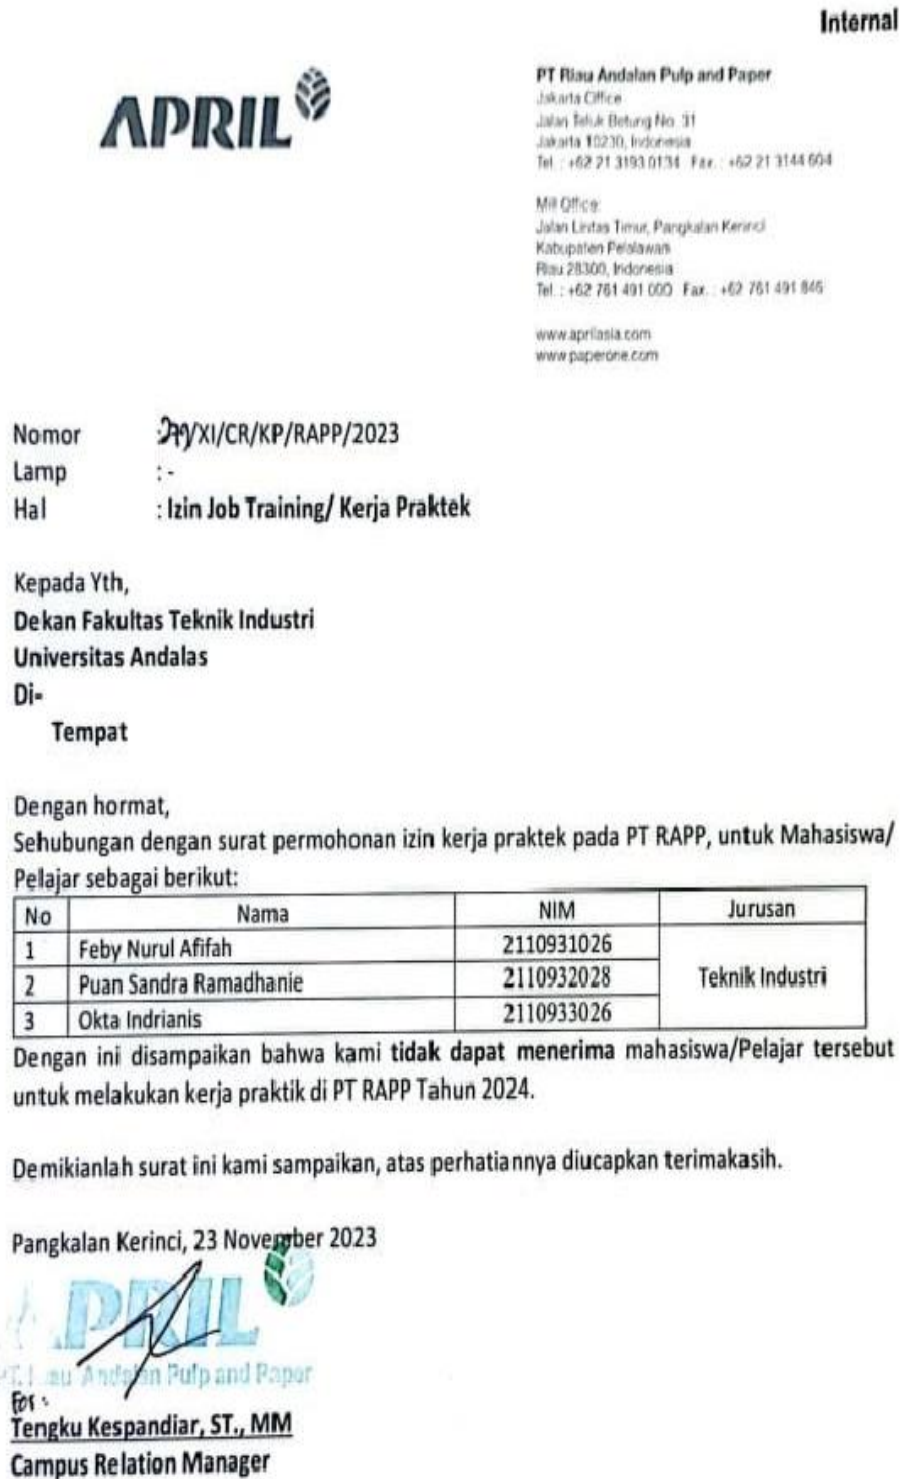 Internal
APRIL
PT Riau Andalan Pulp and Paper
Jakarta Office
Jalan Teluk Betung No. 31
Jakarta 10230, Indonesia
Tel. : +62 21 3193 0134 Fax. : +62 21 3144 604
Mill Office:
Jalan Lintas Timur, Pangkalan Kerinci
Kabupaten Pelalawan
Riau 28300, Indonesia
Tel. : +62 761 491 000 Fax. : +62 761 491 846
www.aprilasia.com
www.paperone.com
Nomor : /XI/CR/KP/RAPP/2023
Lamp : -
Hal : Izin Job Training/ Kerja Praktek
Kepada Yth,
Dekan Fakultas Teknik Industri
Universitas Andalas
Di-
Tempat
Dengan hormat,
Sehubungan dengan surat permohonan izin kerja praktek pada PT RAPP, untuk Mahasiswa/
Pelajar sebagai berikut:
No Nama NIM Jurusan
1 Feby Nurul Afifah 2110931026
2 Puan Sandra Ramadhanie 2110932028 Teknik Industri
3 Okta Indrianis 2110933026
Dengan ini disampaikan bahwa kami tidak dapat menerima mahasiswa/Pelajar tersebut
untuk melakukan kerja praktik di PT RAPP Tahun 2024.
Demikianlah surat ini kami sampaikan, atas perhatiannya diucapkan terimakasih.
Pangkalan Kerinci, 23 November 2023
APRIL
PT. Riau Andalan Pulp and Paper
For :
Tengku Kespandiar, ST., MM
Campus Relation Manager